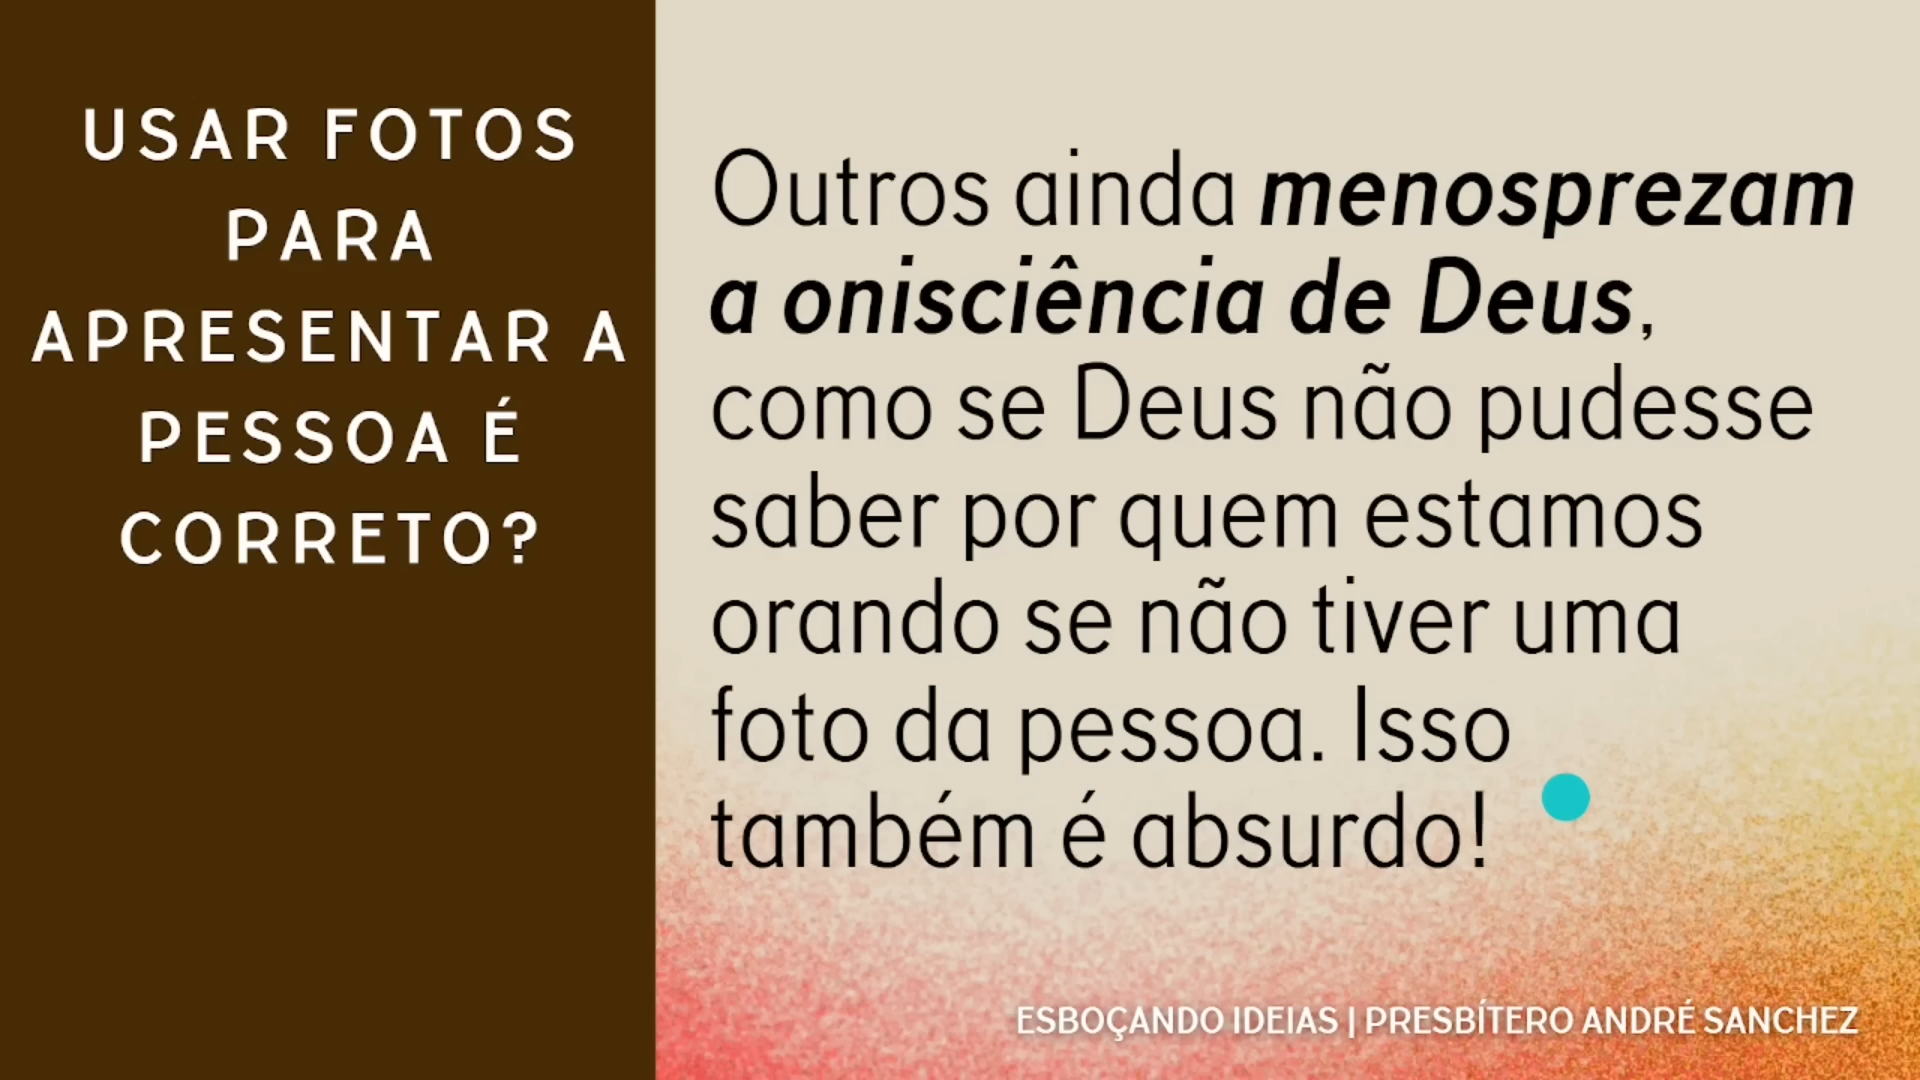 USAR FOTOS
PARA
APRESENTAR A
PESSOA É
CORRETO?
Outros ainda menosprezam
a onisciência de Deus,
como se Deus não pudesse
saber por quem estamos
orando se não tiver uma
foto da pessoa. Isso
também é absurdo!
ESBOÇANDO IDEIAS | PRESBÍTERO ANDRÉ SANCHEZ